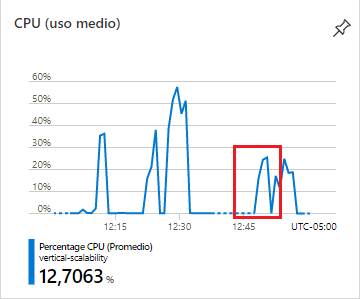 CPU (uso medio)
60%
50%
40%
30%
20%
10%
0%
12:15 12:30 12:45 UTC-05:00
Percentage CPU (Promedio)
vertical-scalability
12,7063 %